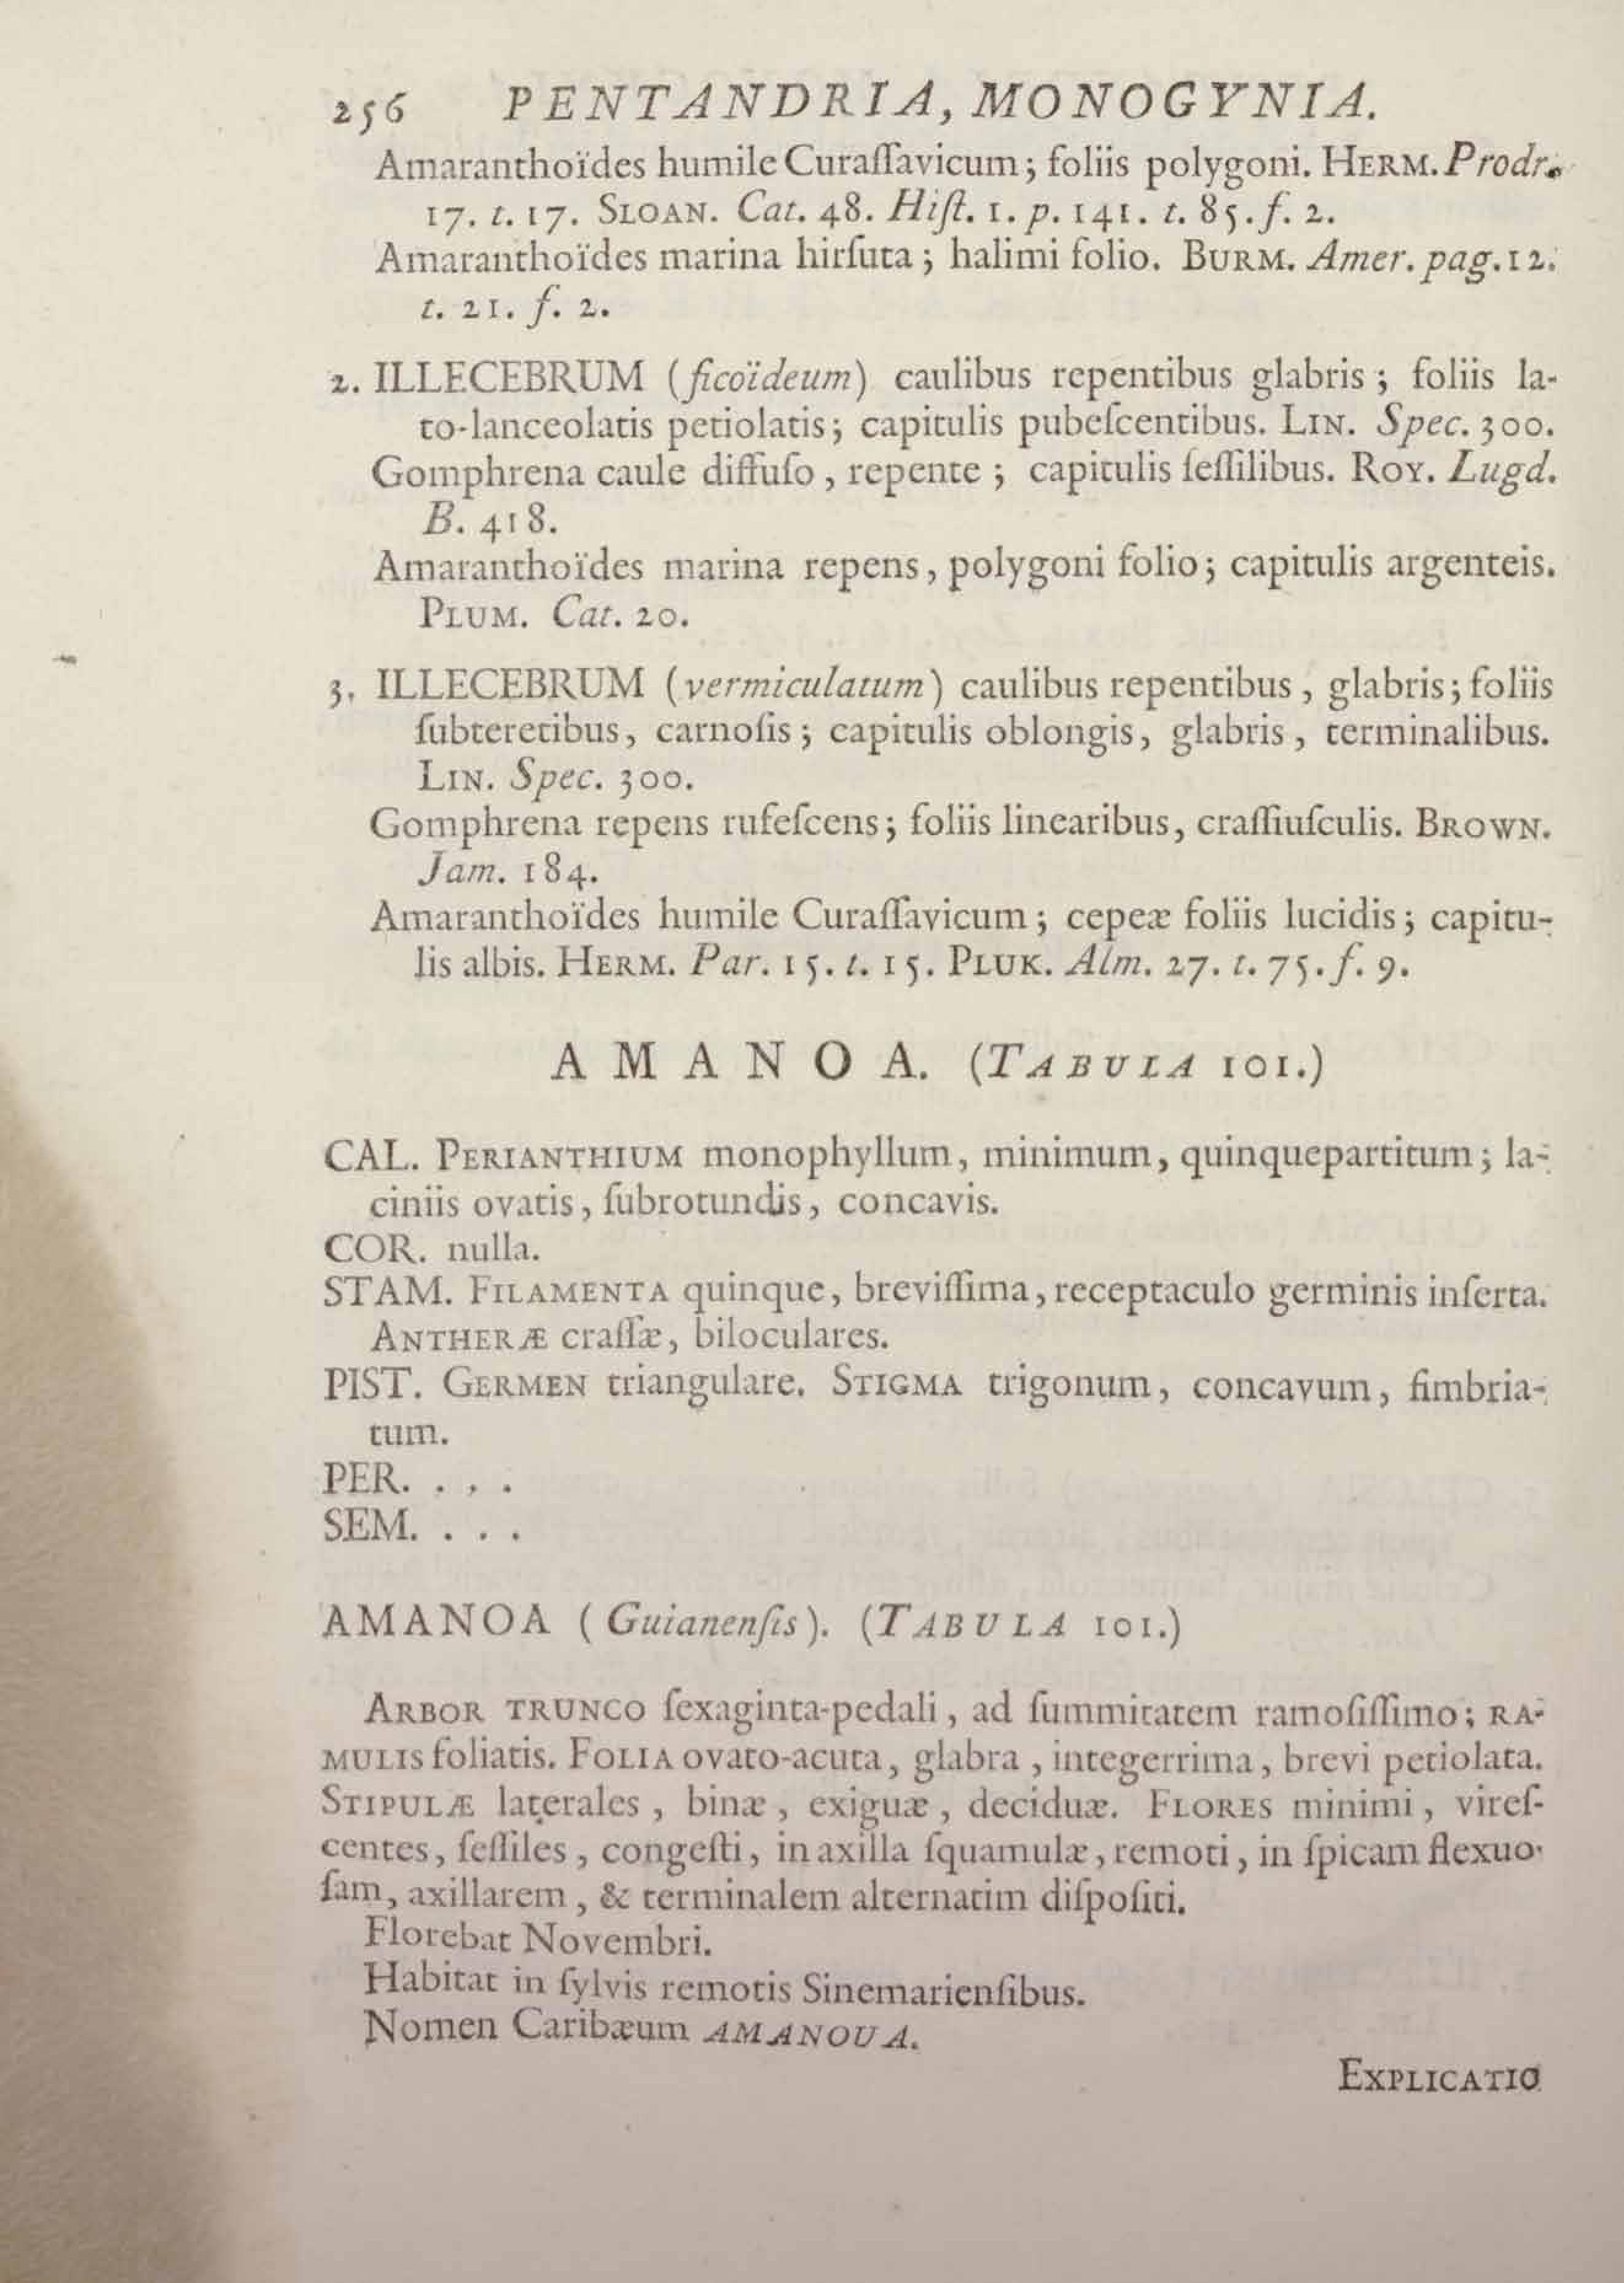 256 PENTANDRIA, MONOGYNIA.
Amaranthoïdes humile Curaſſavicum; foliis polygoni. HERM. Prodr.
17. t. 17. SLOAN. Cat. 48. Hiſt. 1. p. 141. t. 85. f. 2.
Amaranthoïdes marina hirſuta; halimi folio. BURM. Amer. pag. 12.
t. 21. f. 2.
2. ILLECEBRUM (ficoïdeum) caulibus repentibus glabris; foliis la-
to-lanceolatis petiolatis; capitulis pubeſcentibus. LIN. Spec. 300.
Gomphrena caule diffuſo, repente; capitulis ſeſſilibus. ROY. Lugd.
B. 418.
Amaranthoïdes marina repens, polygoni folio; capitulis argenteis.
PLUM. Cat. 20.
3. ILLECEBRUM (vermiculatum) caulibus repentibus, glabris; foliis
ſubteretibus, carnoſis; capitulis oblongis, glabris, terminalibus.
LIN. Spec. 300.
Gomphrena repens rufeſcens; foliis linearibus, craſſiuſculis. BROWN.
Jam. 184.
Amaranthoïdes humile Curaſſavicum; cepeæ foliis lucidis; capitu-
lis albis. HERM. Par. 15. t. 15. PLUK. Alm. 27. t. 75. f. 9.
AMANOA. (TABULA 101.)
CAL. PERIANTHIUM monophyllum, minimum, quinquepartitum; la-
ciniis ovatis, ſubrotundis, concavis.
COR. nulla.
STAM. FILAMENTA quinque, breviſſima, receptaculo germinis inſerta.
ANTHERÆ craſſæ, biloculares.
PIST. GERMEN triangulare. STIGMA trigonum, concavum, fimbria-
tum.
PER. . . .
SEM. . . .
AMANOA (Guianenſis). (TABULA 101.)
ARBOR TRUNCO ſexaginta-pedali, ad ſummitatem ramoſiſſimo; RA-
MULIS foliatis. FOLIA ovato-acuta, glabra, integerrima, brevi petiolata.
STIPULÆ laterales, binæ, exiguæ, deciduæ. FLORES minimi, vireſ-
centes, ſeſſiles, congeſti, in axilla ſquamulæ, remoti, in ſpicam flexuo-
ſam, axillarem, & terminalem alternatim diſpoſiti.
Florebat Novembri.
Habitat in ſylvis remotis Sinemarienſibus.
Nomen Caribæum AMANOUA.
EXPLICATIO